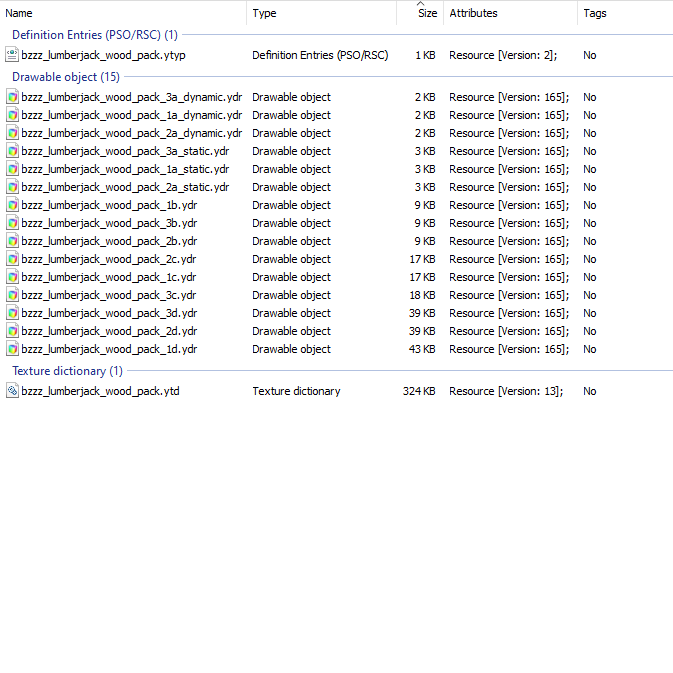 Name Type Size Attributes Tags
Definition Entries (PSO/RSC) (1)
bzzz_lumberjack_wood_pack.ytyp Definition Entries (PSO/RSC) 1 KB Resource [Version: 2]; No
Drawable object (15)
bzzz_lumberjack_wood_pack_3a_dynamic.ydr Drawable object 2 KB Resource [Version: 165]; No
bzzz_lumberjack_wood_pack_1a_dynamic.ydr Drawable object 2 KB Resource [Version: 165]; No
bzzz_lumberjack_wood_pack_2a_dynamic.ydr Drawable object 2 KB Resource [Version: 165]; No
bzzz_lumberjack_wood_pack_3a_static.ydr Drawable object 3 KB Resource [Version: 165]; No
bzzz_lumberjack_wood_pack_1a_static.ydr Drawable object 3 KB Resource [Version: 165]; No
bzzz_lumberjack_wood_pack_2a_static.ydr Drawable object 3 KB Resource [Version: 165]; No
bzzz_lumberjack_wood_pack_1b.ydr Drawable object 9 KB Resource [Version: 165]; No
bzzz_lumberjack_wood_pack_3b.ydr Drawable object 9 KB Resource [Version: 165]; No
bzzz_lumberjack_wood_pack_2b.ydr Drawable object 9 KB Resource [Version: 165]; No
bzzz_lumberjack_wood_pack_2c.ydr Drawable object 17 KB Resource [Version: 165]; No
bzzz_lumberjack_wood_pack_1c.ydr Drawable object 17 KB Resource [Version: 165]; No
bzzz_lumberjack_wood_pack_3c.ydr Drawable object 18 KB Resource [Version: 165]; No
bzzz_lumberjack_wood_pack_3d.ydr Drawable object 39 KB Resource [Version: 165]; No
bzzz_lumberjack_wood_pack_2d.ydr Drawable object 39 KB Resource [Version: 165]; No
bzzz_lumberjack_wood_pack_1d.ydr Drawable object 43 KB Resource [Version: 165]; No
Texture dictionary (1)
bzzz_lumberjack_wood_pack.ytd Texture dictionary 324 KB Resource [Version: 13]; No